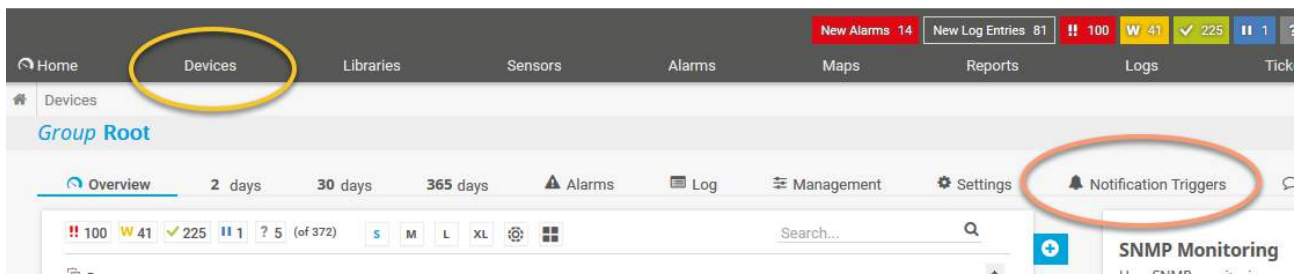 New Alarms 14 New Log Entries 81 !! 100 W 41 ✓ 225 II 1 ?
Home Devices Libraries Sensors Alarms Maps Reports Logs
Devices
Group Root
Overview 2 days 30 days 365 days Alarms Log Management Settings Notification Triggers
!! 100 W 41 ✓ 225 II 1 ? 5 (of 372) S M L XL Search...
SNMP Monitoring